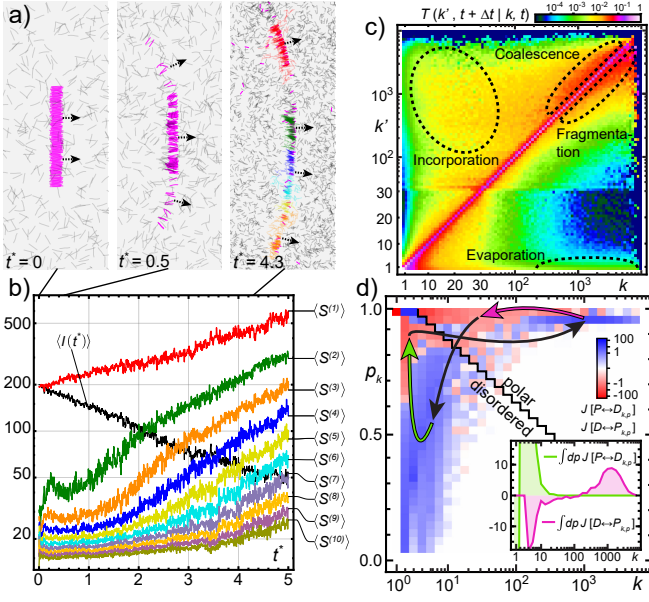 a)
t* = 0
t* = 0.5
t* = 4.3
b)
500
200
100
50
20
0
1
2
3
4
5
t*
⟨I(t*)⟩
⟨S⁽¹⁾⟩
⟨S⁽²⁾⟩
⟨S⁽³⁾⟩
⟨S⁽⁴⁾⟩
⟨S⁽⁵⁾⟩
⟨S⁽⁶⁾⟩
⟨S⁽⁷⁾⟩
⟨S⁽⁸⁾⟩
⟨S⁽⁹⁾⟩
⟨S⁽¹⁰⁾⟩
c)
T(k', t + Δt | k, t)
10⁻⁴ 10⁻³ 10⁻² 10⁻¹ 1
Coalescence
Incorporation
Fragmenta-
tion
Evaporation
k'
10³
10²
30
20
10
1
1 10 20 30 10² 10³ k
d)
1.0
pₖ
0.5
0.0
polar
disordered
100
0
-100
J [P↔Dₖ,ₚ]
J [D↔Pₖ,ₚ]
∫dp J [P↔Dₖ,ₚ]
∫dp J [D↔Pₖ,ₚ]
10
0
-10
1 10 100 1000 k
10⁰ 10¹ 10² 10³ k